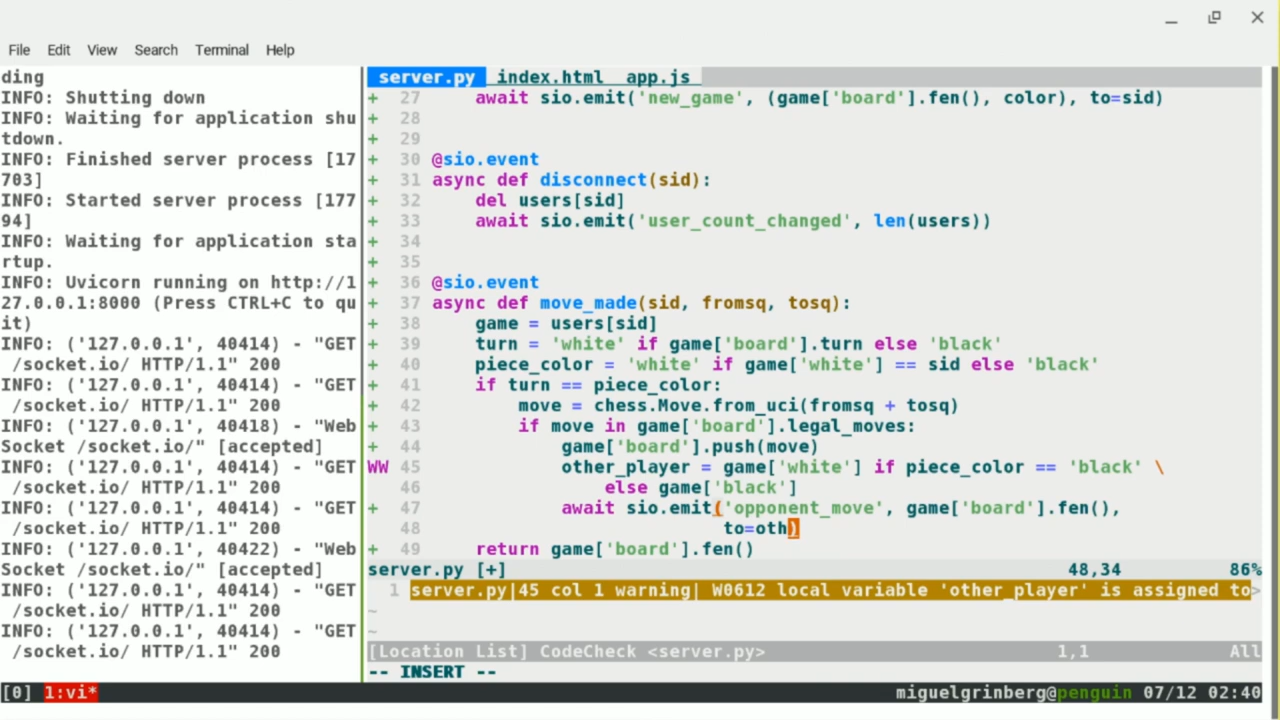 File Edit View Search Terminal Help
ding
INFO: Shutting down
INFO: Waiting for application shu
tdown.
INFO: Finished server process [17
703]
INFO: Started server process [177
94]
INFO: Waiting for application sta
rtup.
INFO: Uvicorn running on http://1
27.0.0.1:8000 (Press CTRL+C to qu
it)
INFO: ('127.0.0.1', 40414) - "GET
/socket.io/ HTTP/1.1" 200
INFO: ('127.0.0.1', 40414) - "GET
/socket.io/ HTTP/1.1" 200
INFO: ('127.0.0.1', 40418) - "Web
Socket /socket.io/" [accepted]
INFO: ('127.0.0.1', 40414) - "GET
/socket.io/ HTTP/1.1" 200
INFO: ('127.0.0.1', 40414) - "GET
/socket.io/ HTTP/1.1" 200
INFO: ('127.0.0.1', 40422) - "Web
Socket /socket.io/" [accepted]
INFO: ('127.0.0.1', 40414) - "GET
/socket.io/ HTTP/1.1" 200
INFO: ('127.0.0.1', 40414) - "GET
/socket.io/ HTTP/1.1" 200
server.py index.html app.js
+ 27 await sio.emit('new_game', (game['board'].fen(), color), to=sid)
+ 28
+ 29
+ 30 @sio.event
+ 31 async def disconnect(sid):
+ 32 del users[sid]
+ 33 await sio.emit('user_count_changed', len(users))
+ 34
+ 35
+ 36 @sio.event
+ 37 async def move_made(sid, fromsq, tosq):
+ 38 game = users[sid]
+ 39 turn = 'white' if game['board'].turn else 'black'
+ 40 piece_color = 'white' if game['white'] == sid else 'black'
+ 41 if turn == piece_color:
+ 42 move = chess.Move.from_uci(fromsq + tosq)
+ 43 if move in game['board'].legal_moves:
+ 44 game['board'].push(move)
WW 45 other_player = game['white'] if piece_color == 'black' \
46 else game['black']
+ 47 await sio.emit('opponent_move', game['board'].fen(),
48 to=oth)
+ 49 return game['board'].fen()
server.py [+] 48,34 86%
1 server.py|45 col 1 warning| W0612 local variable 'other_player' is assigned to>
~
~
[Location List] CodeCheck <server.py> 1,1 All
-- INSERT --
[0] 1:vi* miguelgrinberg@penguin 07/12 02:40